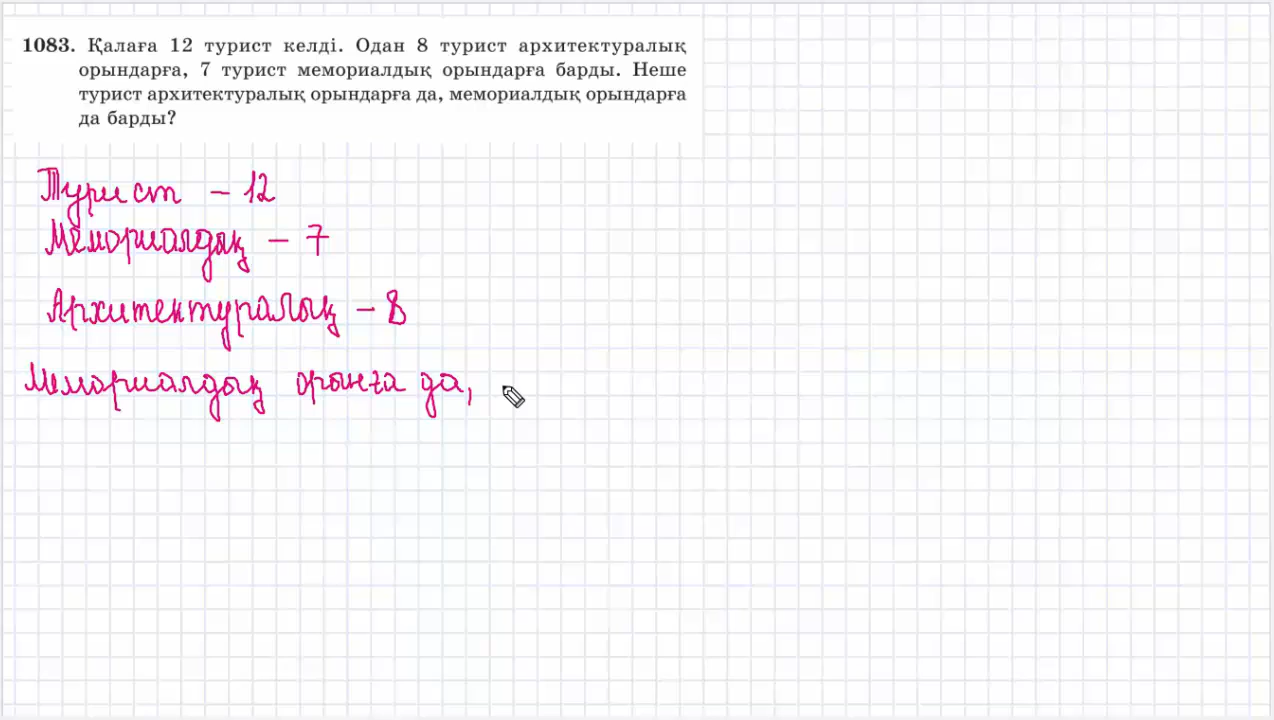 1083. Қалаға 12 турист келді. Одан 8 турист архитектуралық
орындарға, 7 турист мемориалдық орындарға барды. Неше
турист архитектуралық орындарға да, мемориалдық орындарға
да барды?
Турист – 12
Мемориалдық – 7
Архитектуралық – 8
Мемориалдық орынға да,